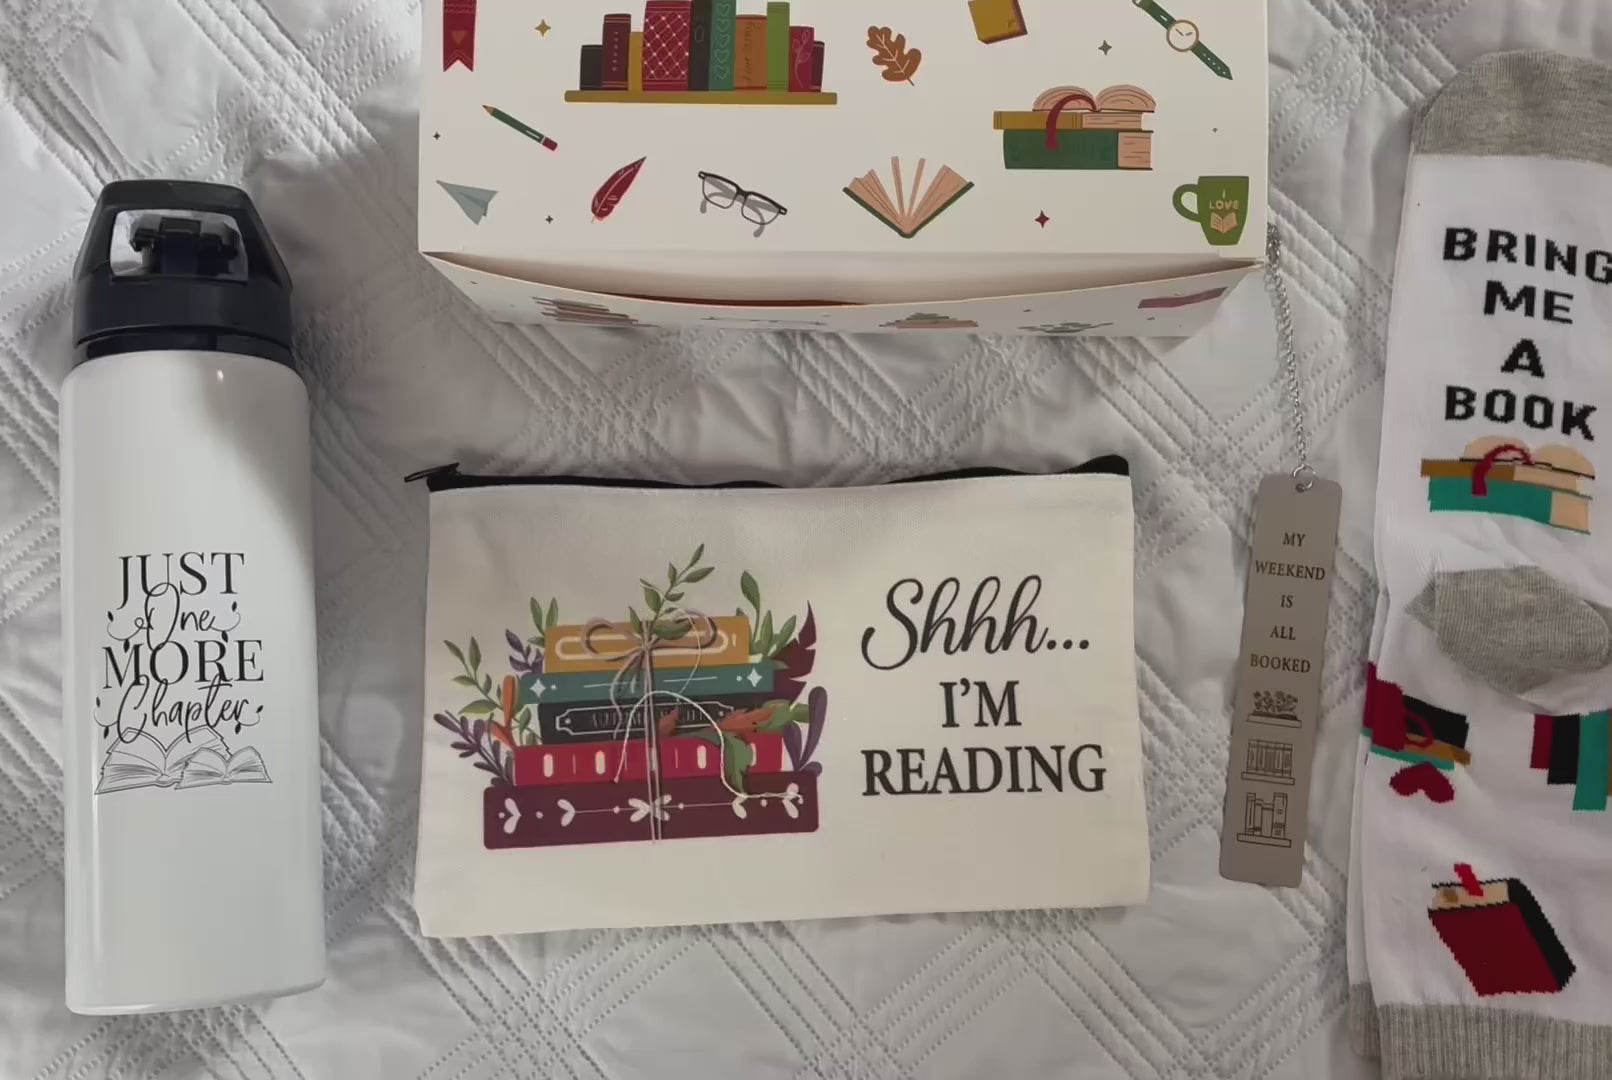 I
LOVE
JUST
One
MORE
Chapter
Shhh...
I'M
READING
MY
WEEKEND
IS
ALL
BOOKED
BRING
ME
A
BOOK